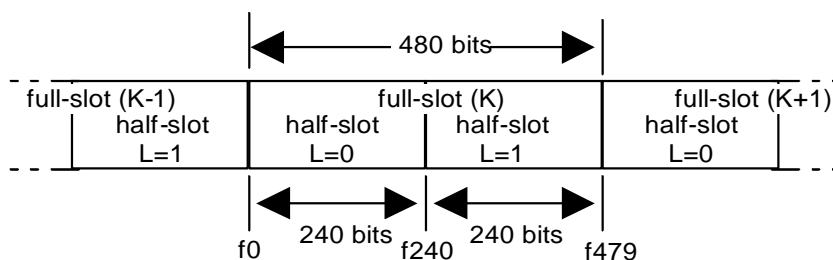 480 bits
full-slot (K-1) full-slot (K) full-slot (K+1)
half-slot half-slot half-slot half-slot
L=1 L=0 L=1 L=0
240 bits 240 bits
f0 f240 f479